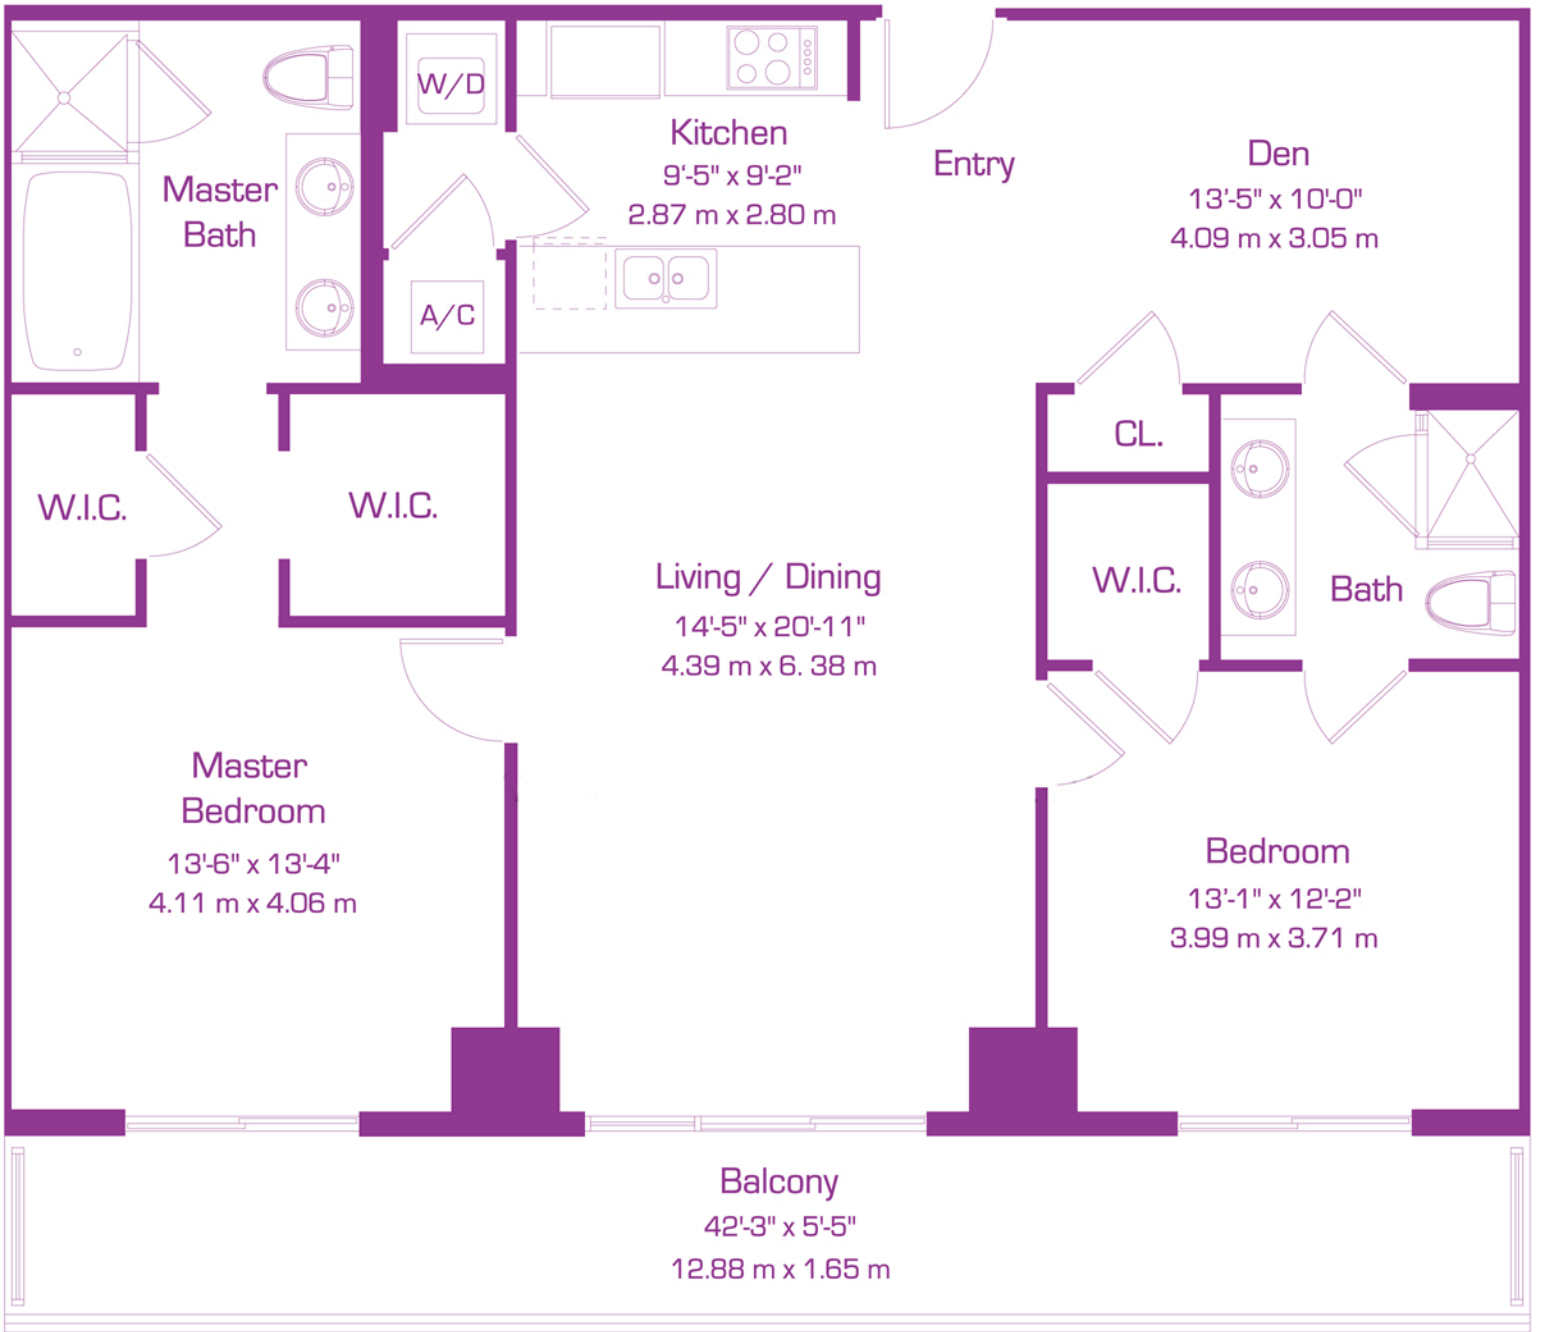 W/D
Kitchen
9'-5" x 9'-2"
2.87 m x 2.80 m
Entry
Den
13'-5" x 10'-0"
4.09 m x 3.05 m
Master
Bath
A/C
CL.
W.I.C.
W.I.C.
Living / Dining
14'-5" x 20'-11"
4.39 m x 6. 38 m
W.I.C.
Bath
Master
Bedroom
13'-6" x 13'-4"
4.11 m x 4.06 m
Bedroom
13'-1" x 12'-2"
3.99 m x 3.71 m
Balcony
42'-3" x 5'-5"
12.88 m x 1.65 m